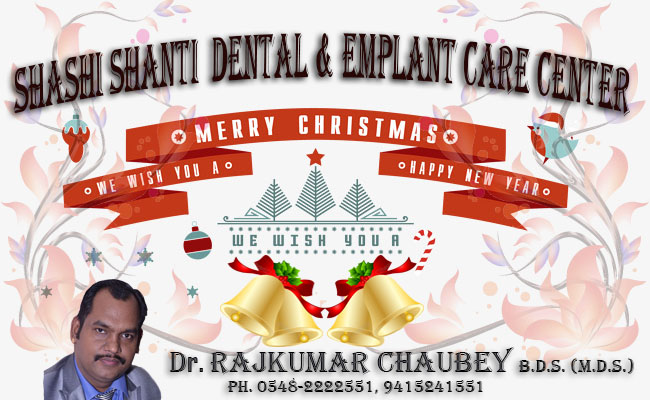 SHASHI SHANTI DENTAL & EMPLANT CARE CENTER
MERRY CHRISTMAS
WE WISH YOU A
HAPPY NEW YEAR
WE WISH YOU A
Dr. RAJKUMAR CHAUBEY B.D.S. (M.D.S.)
PH. 0548-2222551, 9415241551